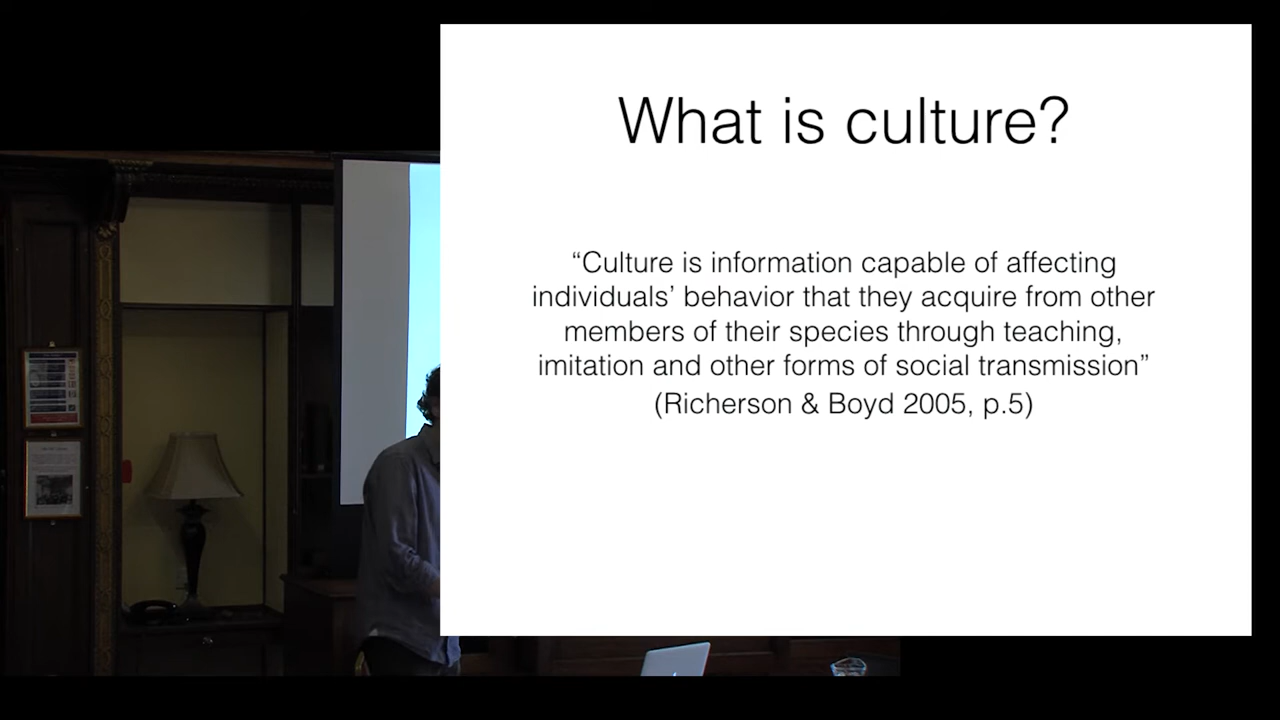 What is culture?
“Culture is information capable of affecting
individuals’ behavior that they acquire from other
members of their species through teaching,
imitation and other forms of social transmission”
(Richerson & Boyd 2005, p.5)